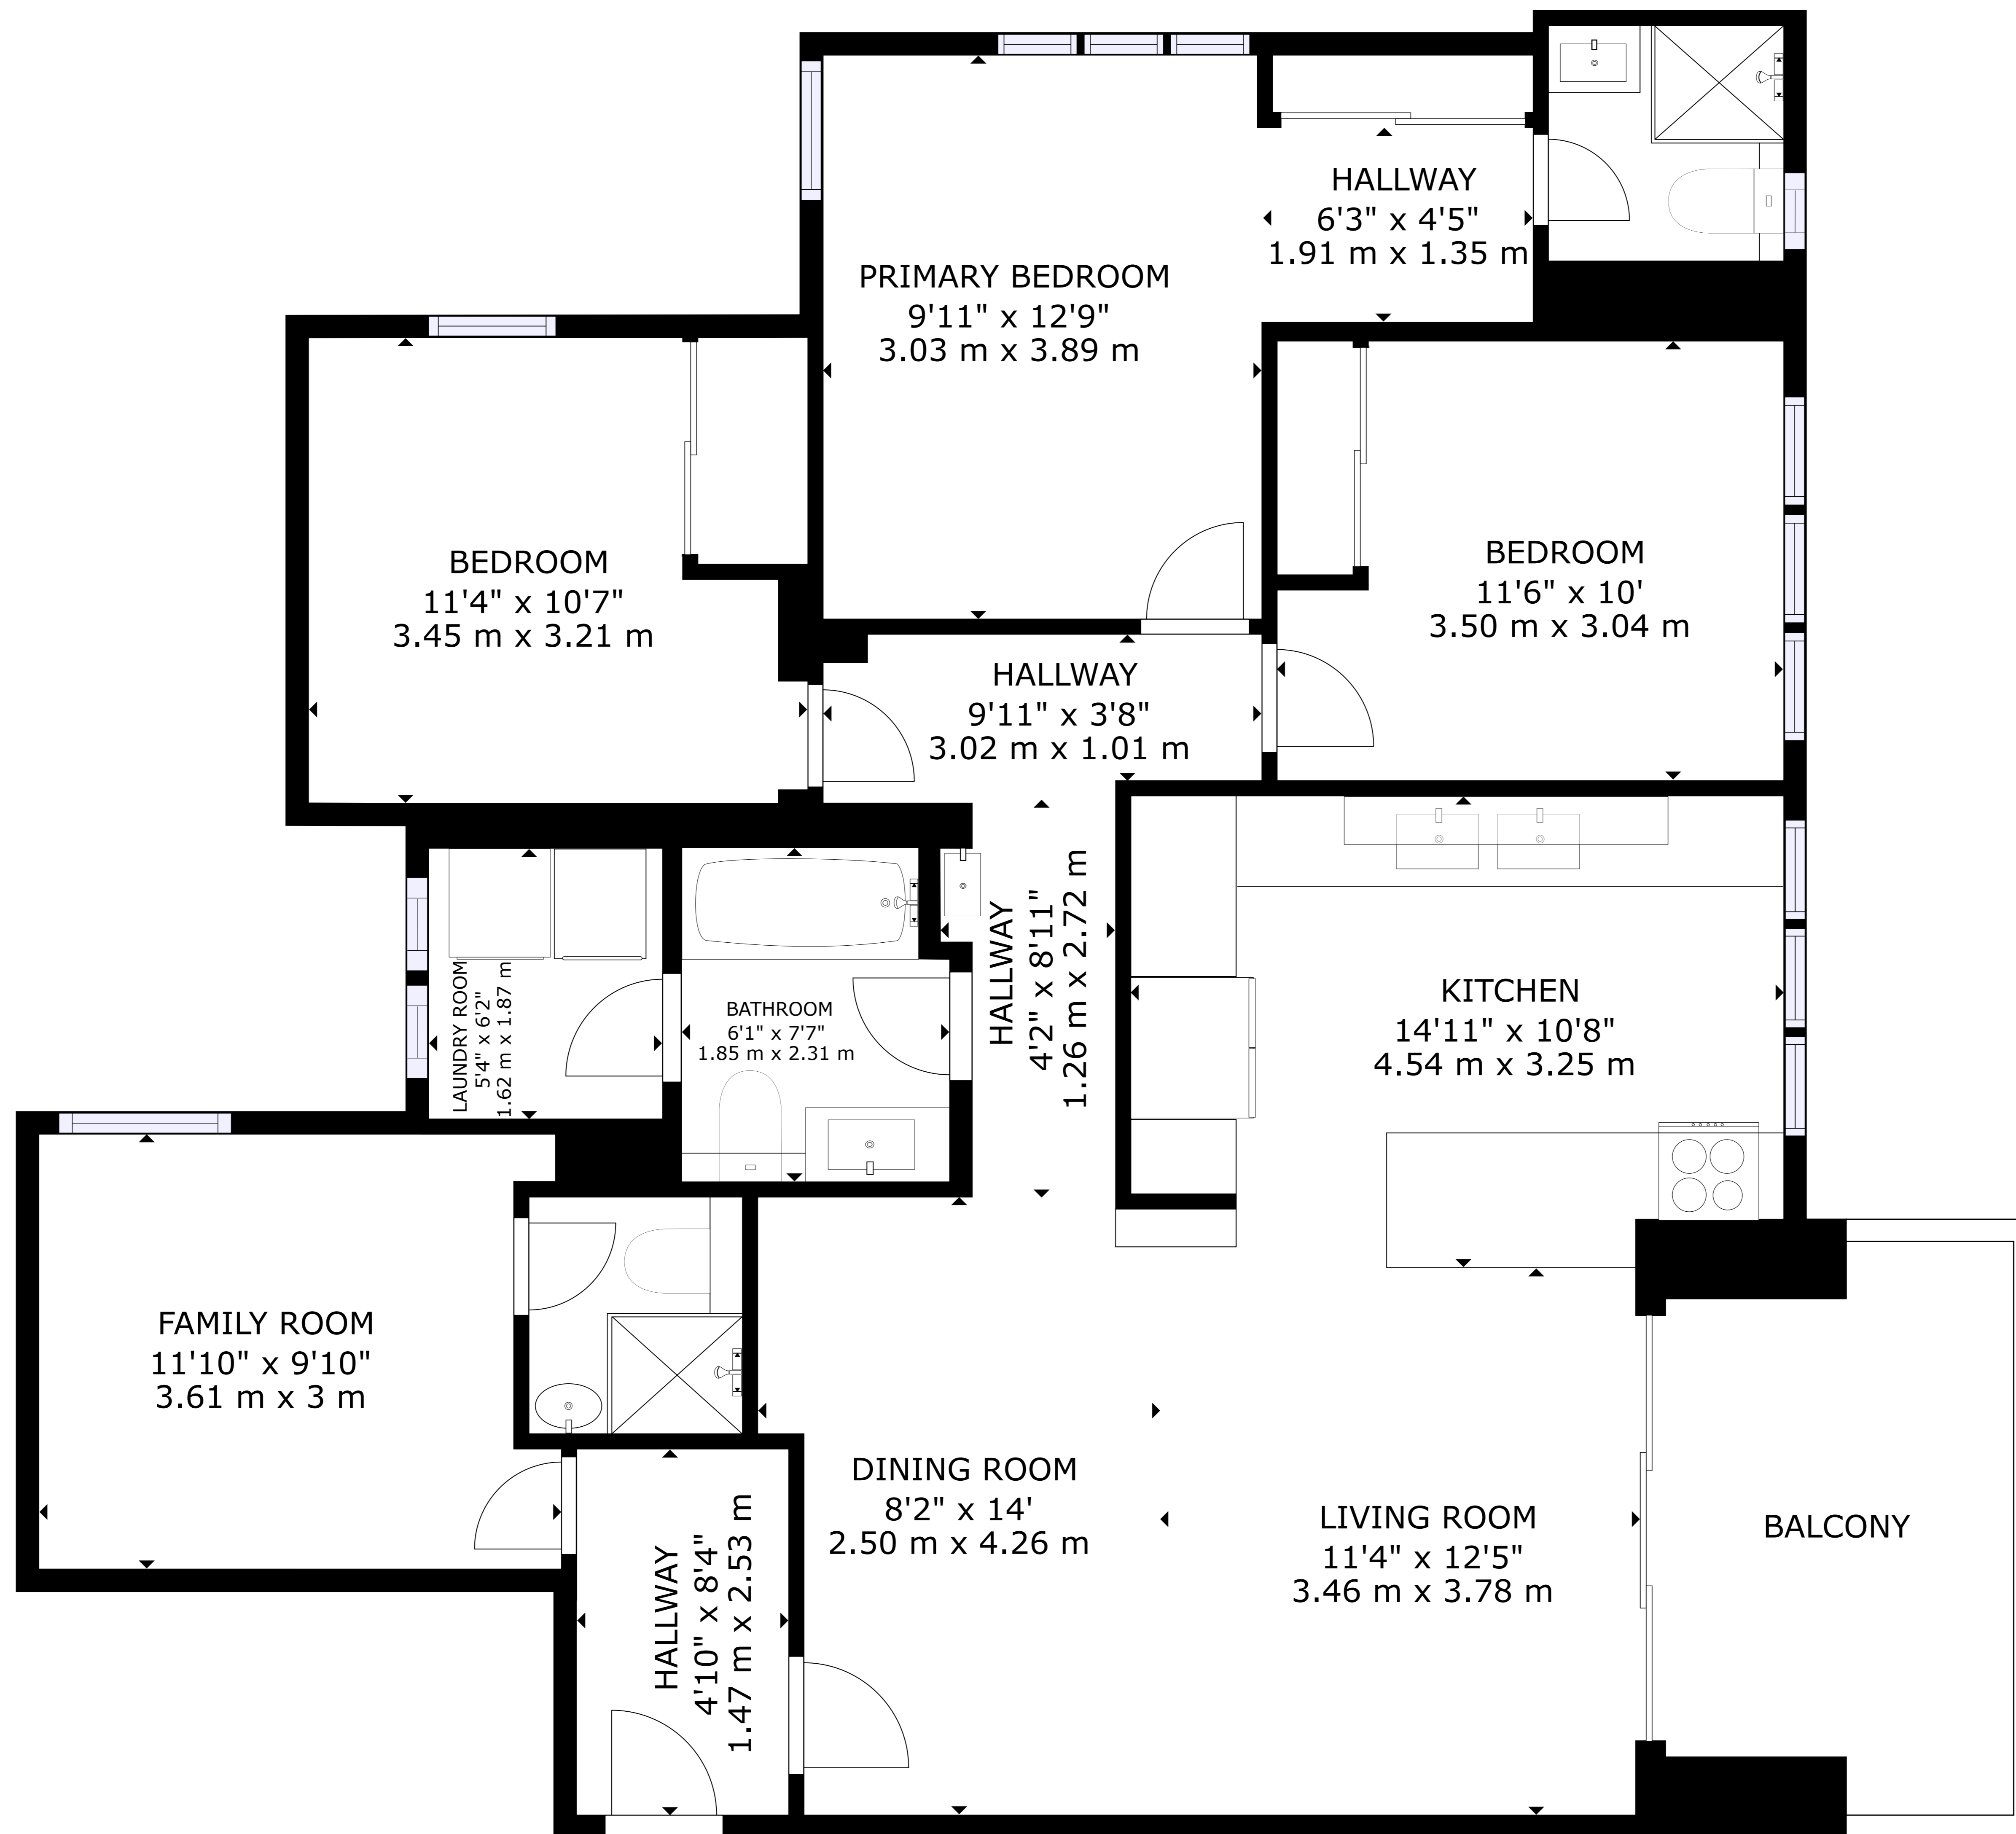 HALLWAY
6'3" x 4'5"
1.91 m x 1.35 m
PRIMARY BEDROOM
9'11" x 12'9"
3.03 m x 3.89 m
BEDROOM
11'4" x 10'7"
3.45 m x 3.21 m
BEDROOM
11'6" x 10'
3.50 m x 3.04 m
HALLWAY
9'11" x 3'8"
3.02 m x 1.01 m
LAUNDRY ROOM
5'4" x 6'2"
1.62 m x 1.87 m
BATHROOM
6'1" x 7'7"
1.85 m x 2.31 m
HALLWAY
4'2" x 8'11"
1.26 m x 2.72 m
KITCHEN
14'11" x 10'8"
4.54 m x 3.25 m
FAMILY ROOM
11'10" x 9'10"
3.61 m x 3 m
HALLWAY
4'10" x 8'4"
1.47 m x 2.53 m
DINING ROOM
8'2" x 14'
2.50 m x 4.26 m
LIVING ROOM
11'4" x 12'5"
3.46 m x 3.78 m
BALCONY